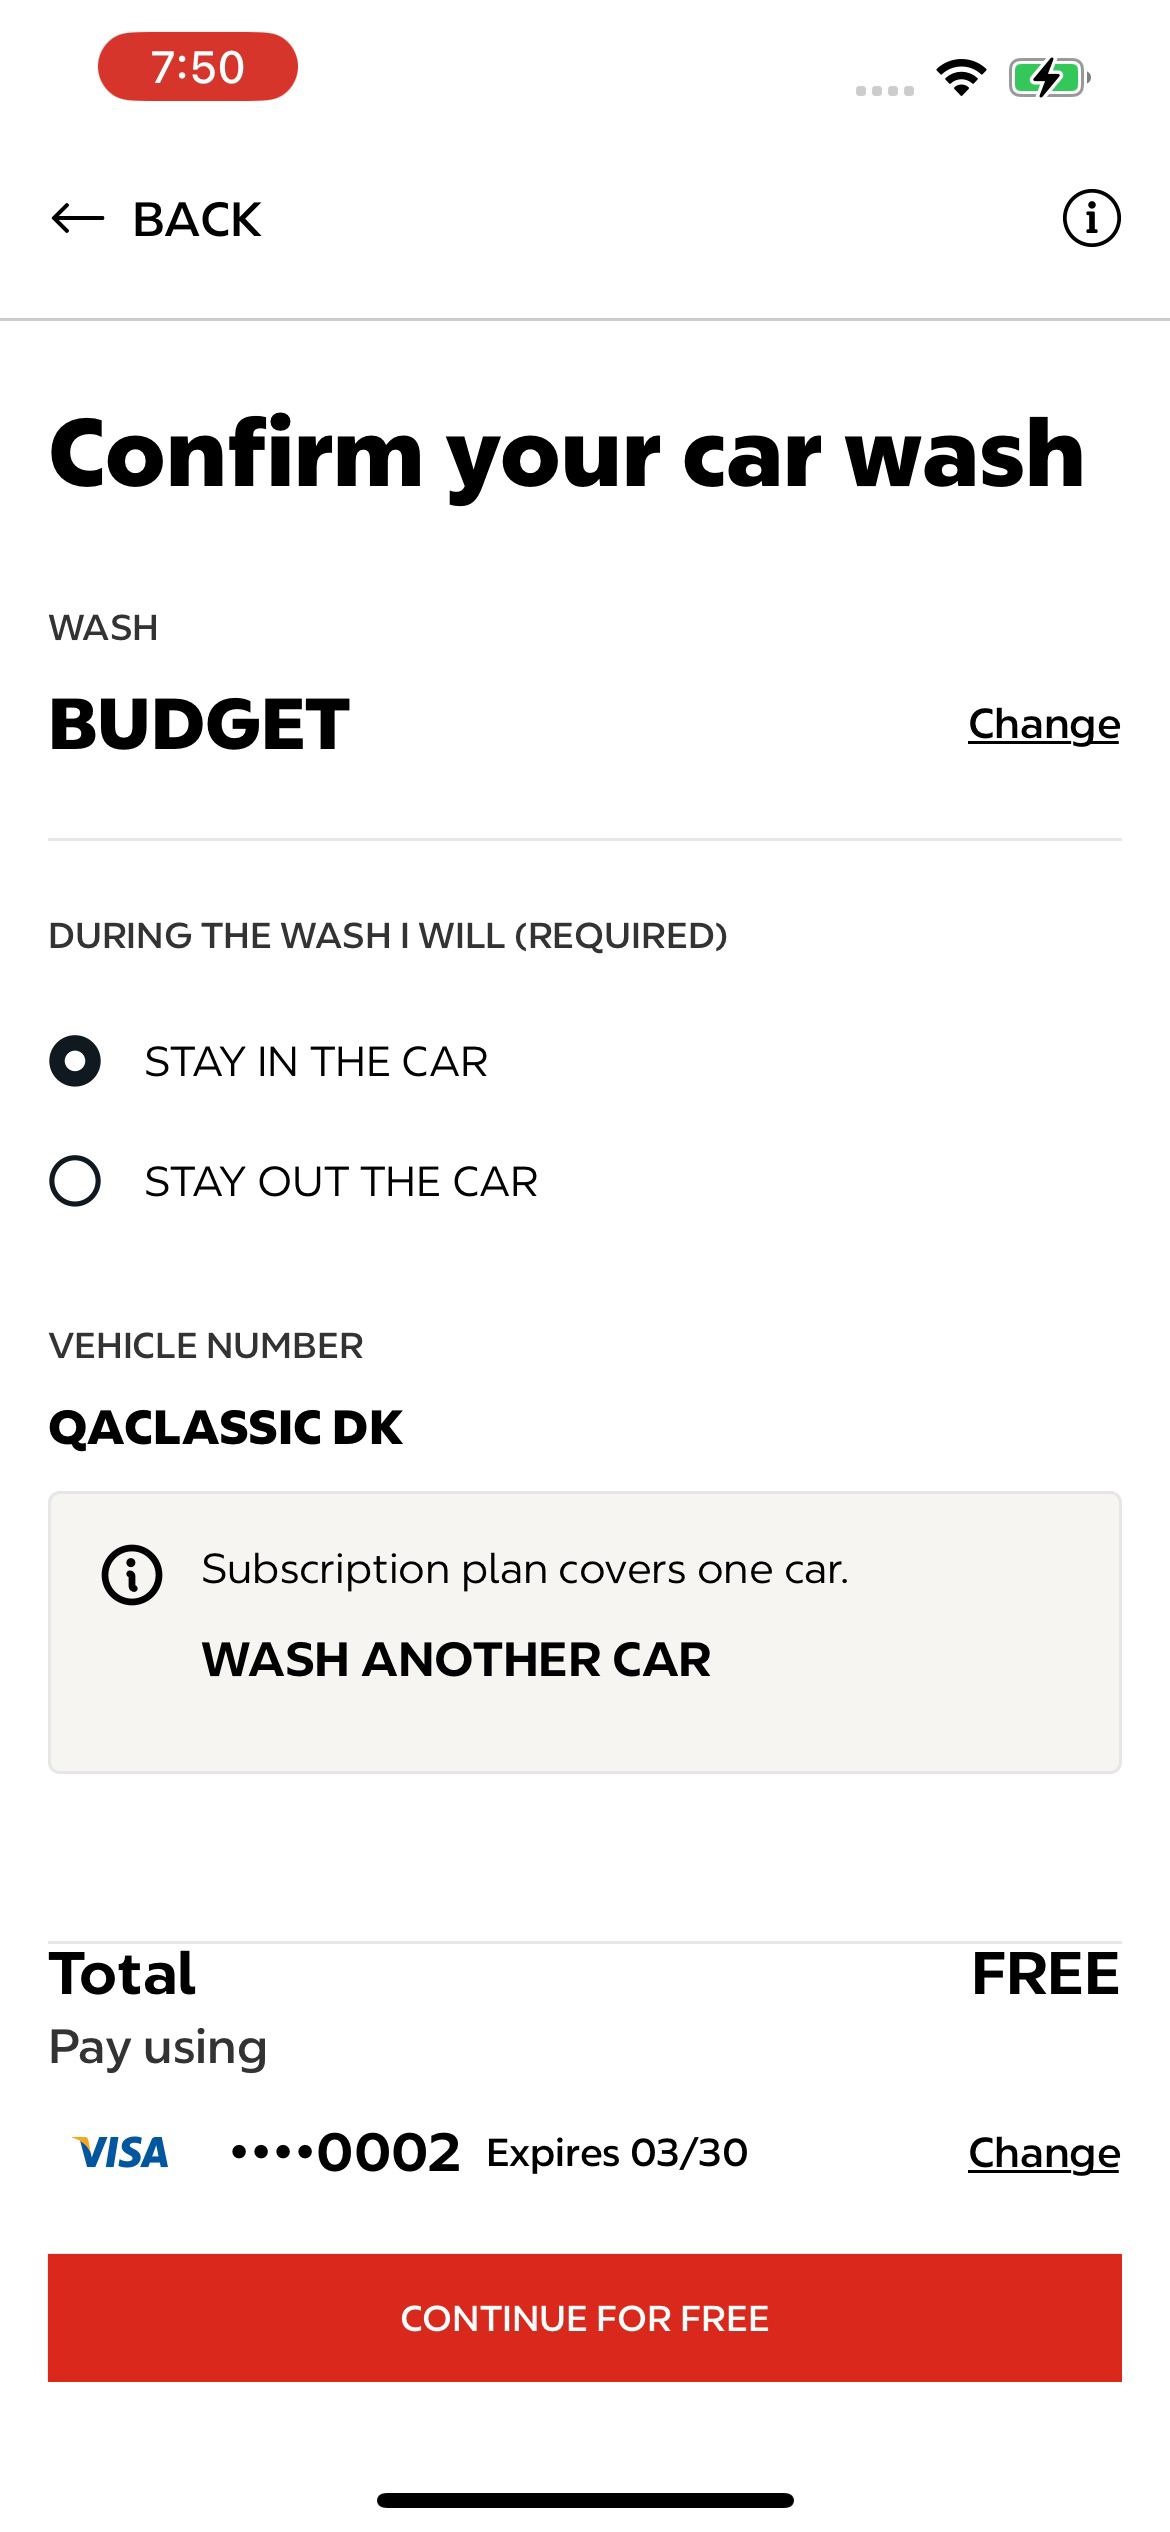 7:50
BACK
Confirm your car wash
WASH
BUDGET
Change
DURING THE WASH I WILL (REQUIRED)
STAY IN THE CAR
STAY OUT THE CAR
VEHICLE NUMBER
QACLASSIC DK
Subscription plan covers one car.
WASH ANOTHER CAR
Total FREE
Pay using
VISA ••••0002 Expires 03/30 Change
CONTINUE FOR FREE